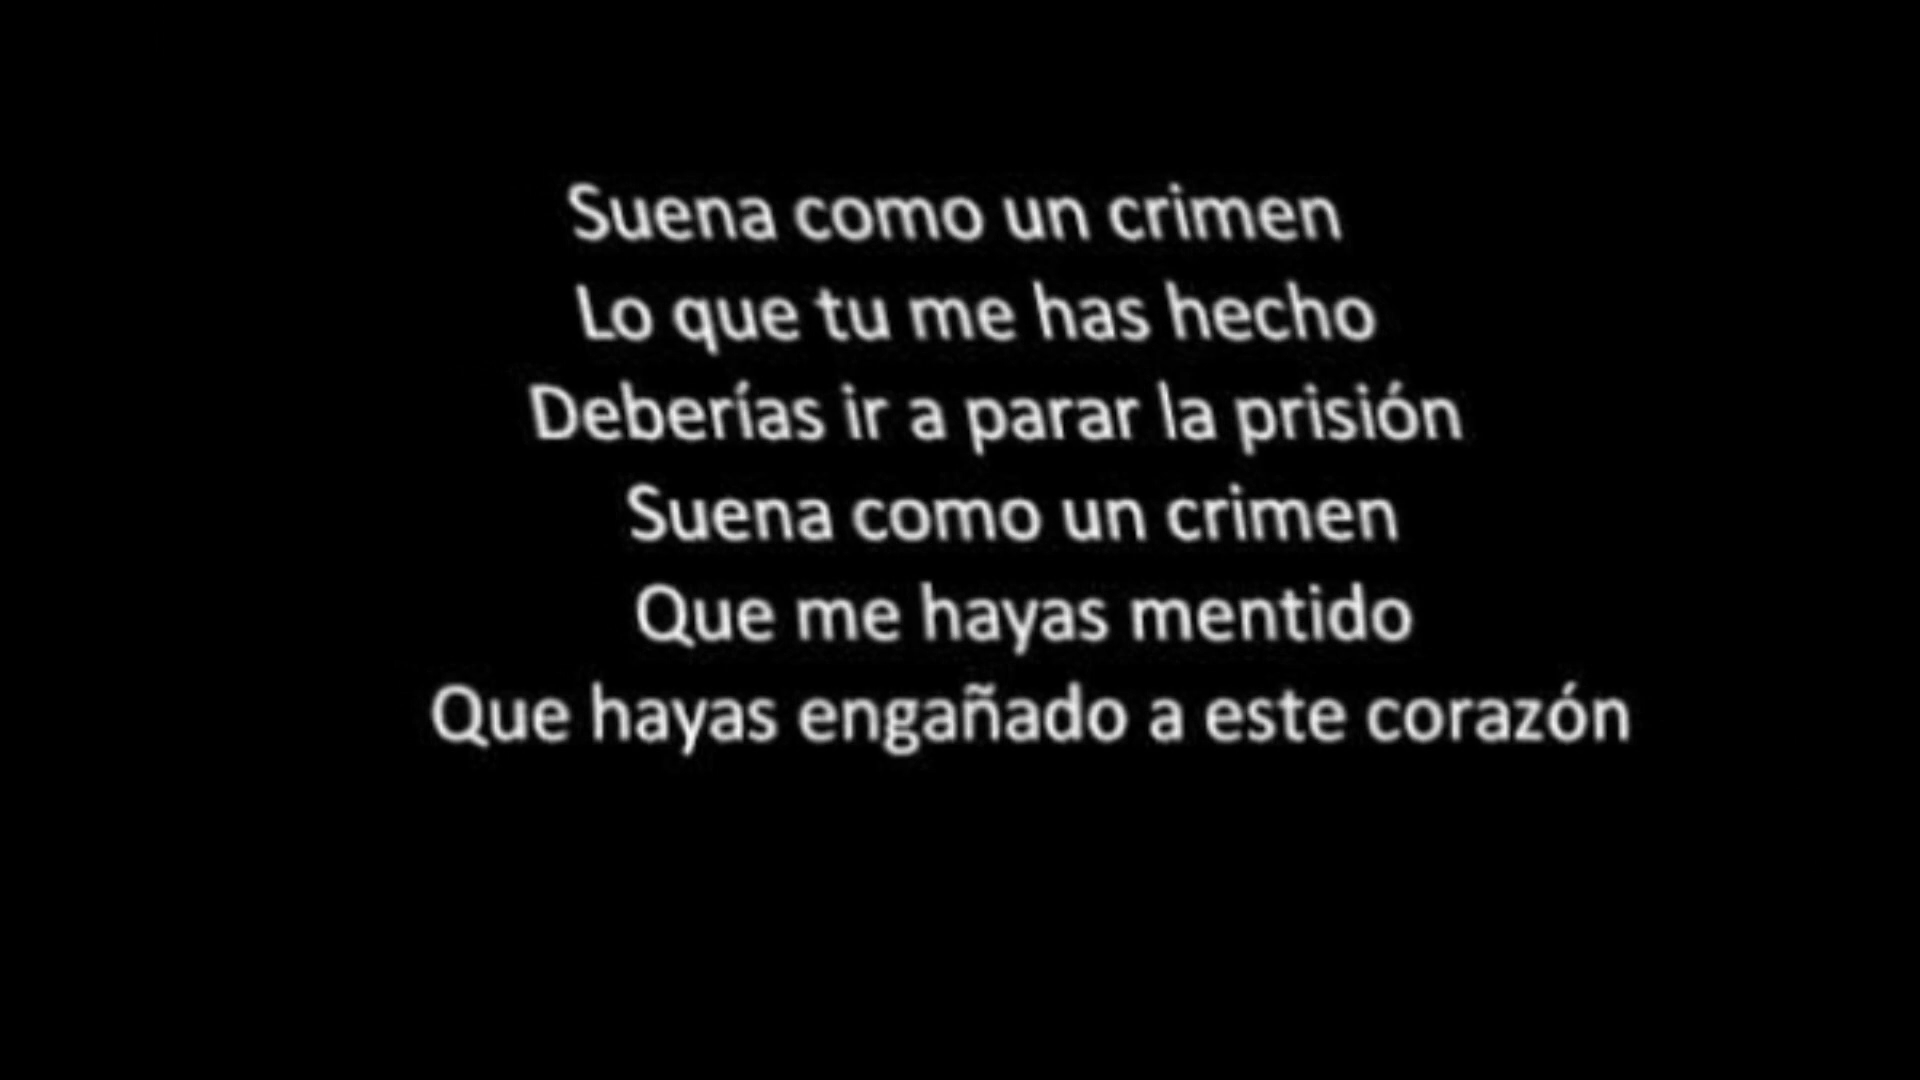 Suena como un crimen
Lo que tu me has hecho
Deberías ir a parar la prisión
Suena como un crimen
Que me hayas mentido
Que hayas engañado a este corazón